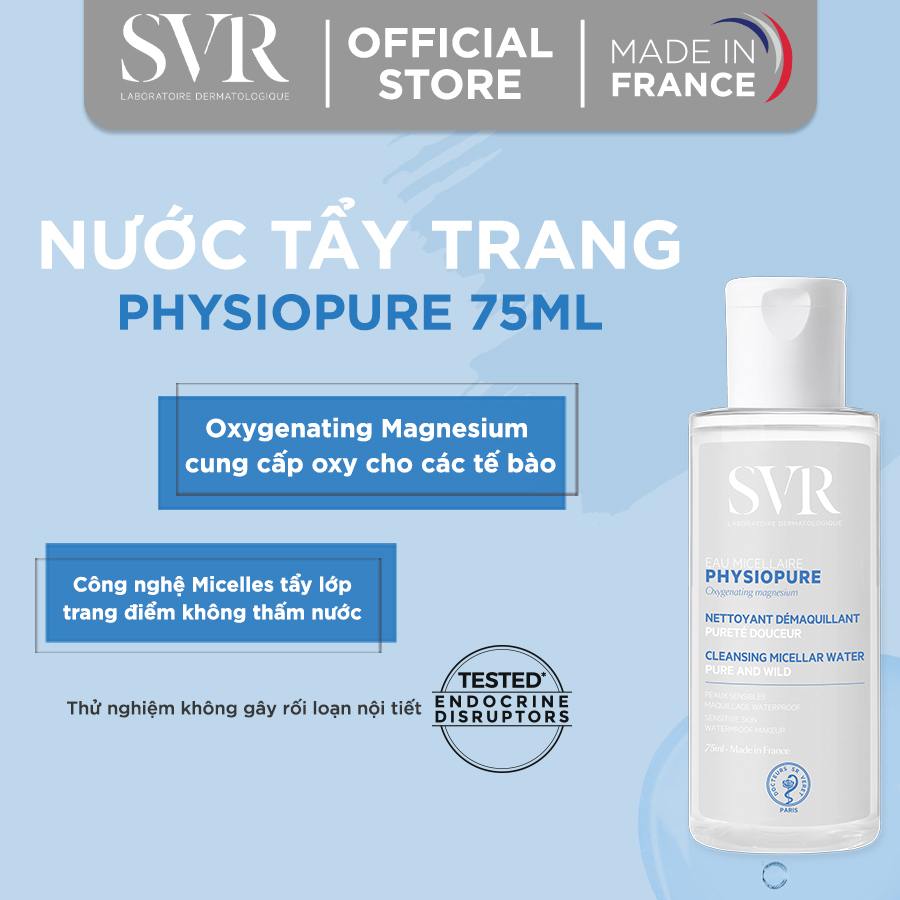 SVR
LABORATOIRE DERMATOLOGIQUE
OFFICIAL
STORE
MADE IN
FRANCE
NƯỚC TẨY TRANG
PHYSIOPURE 75ML
Oxygenating Magnesium
cung cấp oxy cho các tế bào
Công nghệ Micelles tẩy lớp
trang điểm không thấm nước
Thử nghiệm không gây rối loạn nội tiết
TESTED*
ENDOCRINE
DISRUPTORS
SVR
LABORATOIRE DERMATOLOGIQUE
EAU MICELLAIRE
PHYSIOPURE
Oxygenating magnesium
NETTOYANT DÉMAQUILLANT
PURETÉ DOUCEUR
CLEANSING MICELLAR WATER
PURE AND WILD
PEAUX SENSIBLES
MAQUILLAGE WATERPROOF
SENSITIVE SKIN
WATERPROOF MAKEUP
75ml - Made in France
DOCTEURS SR VERET
PARIS